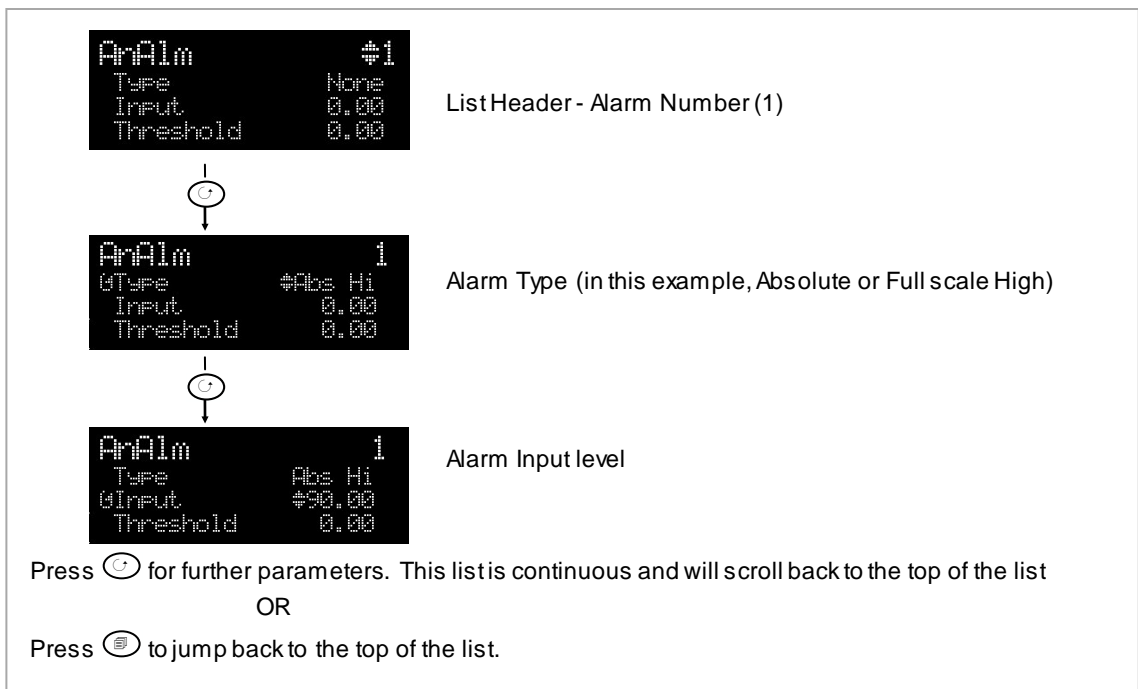 AnAlm 1
Type None
Input 0.00
Threshold 0.00
List Header - Alarm Number (1)
AnAlm 1
Type Abs Hi
Input 0.00
Threshold 0.00
Alarm Type (in this example, Absolute or Full scale High)
AnAlm 1
Type Abs Hi
Input 90.00
Threshold 0.00
Alarm Input level
Press for further parameters. This list is continuous and will scroll back to the top of the list
OR
Press to jump back to the top of the list.